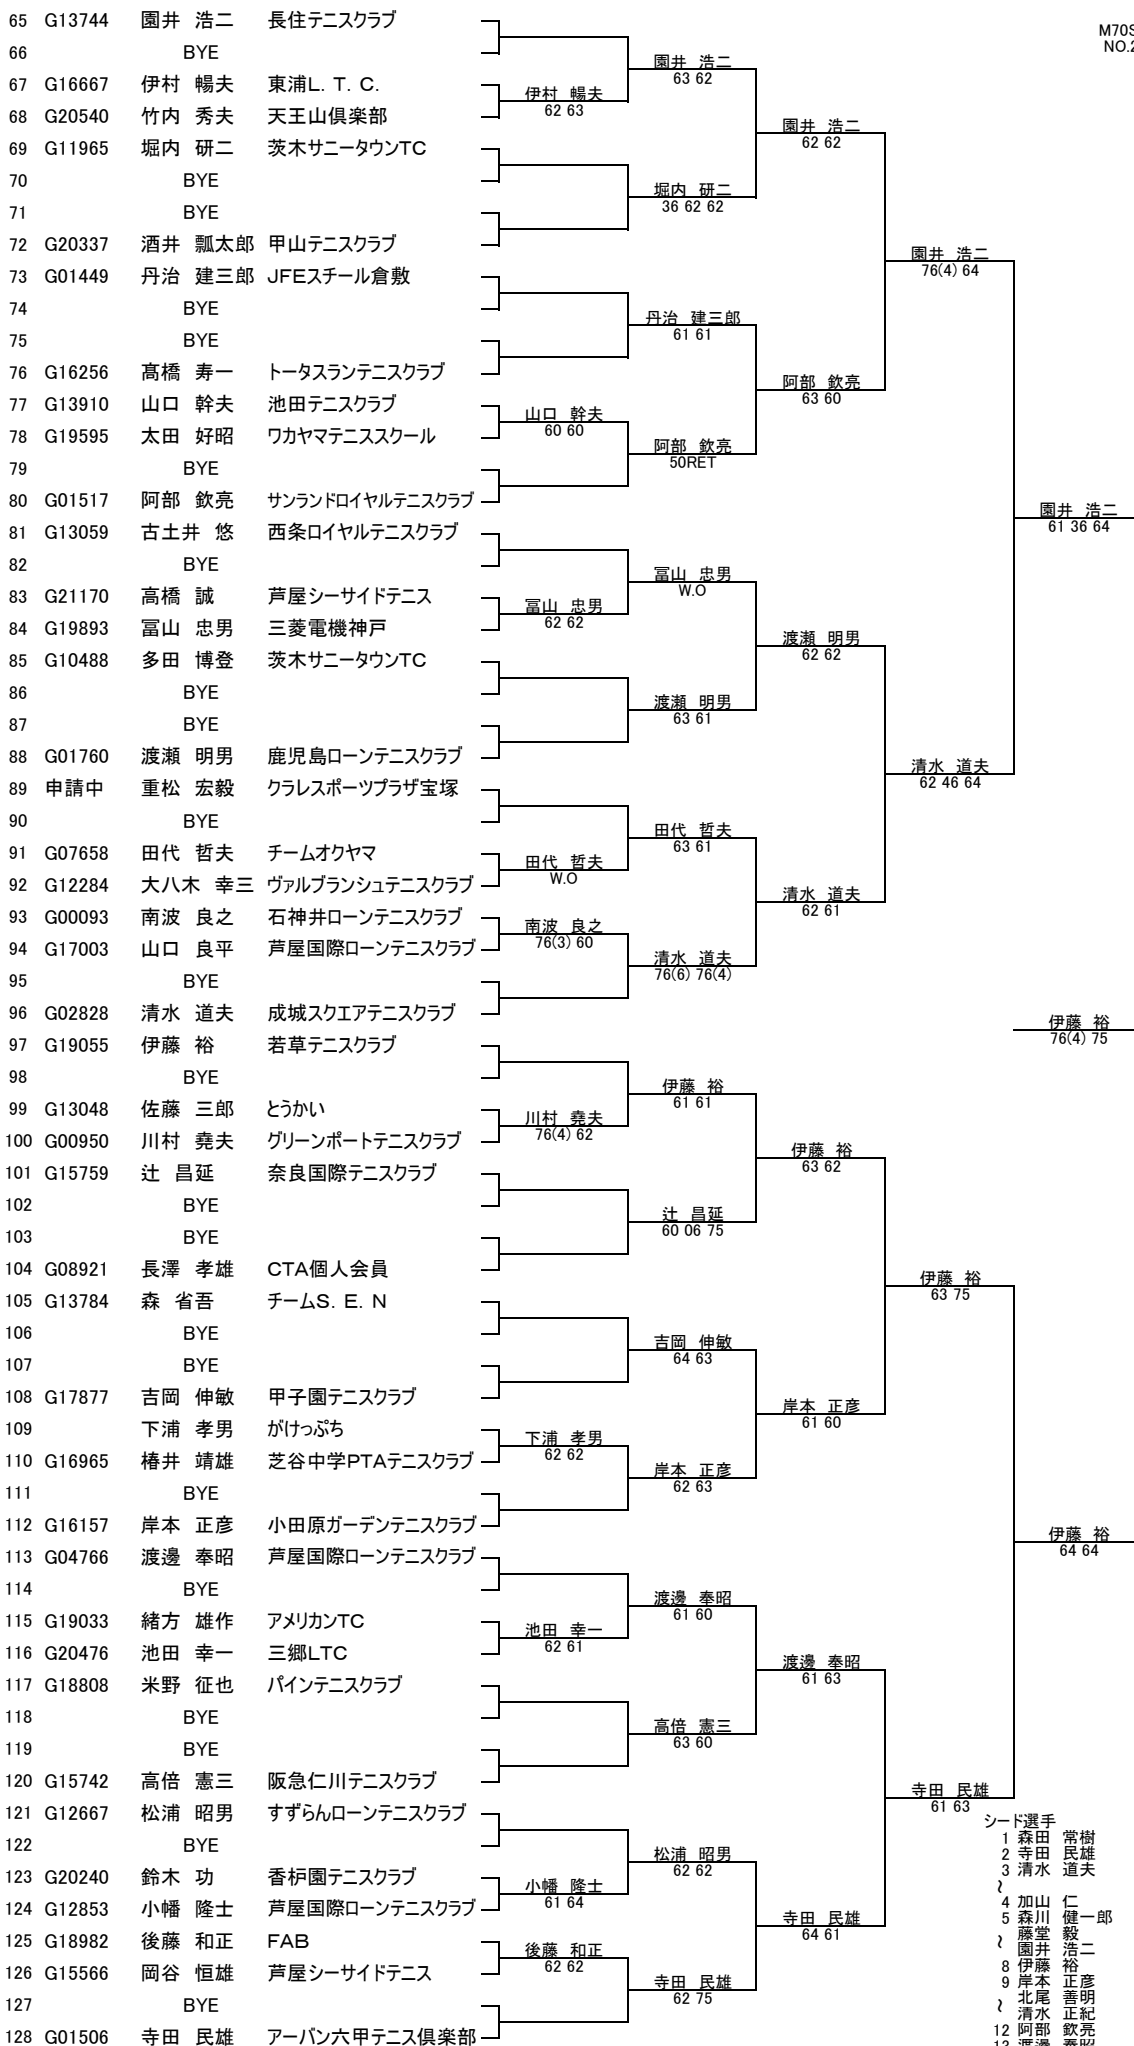 M70S
NO.2
65 G13744 園井 浩二 長住テニスクラブ
66 BYE
67 G16667 伊村 暢夫 東浦L. T. C.
68 G20540 竹内 秀夫 天王山倶楽部
69 G11965 堀内 研二 茨木サニータウンTC
70 BYE
71 BYE
72 G20337 酒井 瓢太郎 甲山テニスクラブ
73 G01449 丹治 建三郎 JFEスチール倉敷
74 BYE
75 BYE
76 G16256 髙橋 寿一 トータスランテニスクラブ
77 G13910 山口 幹夫 池田テニスクラブ
78 G19595 太田 好昭 ワカヤマテニススクール
79 BYE
80 G01517 阿部 欽亮 サンランドロイヤルテニスクラブ
81 G13059 古土井 悠 西条ロイヤルテニスクラブ
82 BYE
83 G21170 高橋 誠 芦屋シーサイドテニス
84 G19893 冨山 忠男 三菱電機神戸
85 G10488 多田 博登 茨木サニータウンTC
86 BYE
87 BYE
88 G01760 渡瀬 明男 鹿児島ローンテニスクラブ
89 申請中 重松 宏毅 クラレスポーツプラザ宝塚
90 BYE
91 G07658 田代 哲夫 チームオクヤマ
92 G12284 大八木 幸三 ヴァルブランシュテニスクラブ
93 G00093 南波 良之 石神井ローンテニスクラブ
94 G17003 山口 良平 芦屋国際ローンテニスクラブ
95 BYE
96 G02828 清水 道夫 成城スクエアテニスクラブ
97 G19055 伊藤 裕 若草テニスクラブ
98 BYE
99 G13048 佐藤 三郎 とうかい
100 G00950 川村 堯夫 グリーンポートテニスクラブ
101 G15759 辻 昌延 奈良国際テニスクラブ
102 BYE
103 BYE
104 G08921 長澤 孝雄 CTA個人会員
105 G13784 森 省吾 チームS. E. N
106 BYE
107 BYE
108 G17877 吉岡 伸敏 甲子園テニスクラブ
109 下浦 孝男 がけっぷち
110 G16965 椿井 靖雄 芝谷中学PTAテニスクラブ
111 BYE
112 G16157 岸本 正彦 小田原ガーデンテニスクラブ
113 G04766 渡邊 奉昭 芦屋国際ローンテニスクラブ
114 BYE
115 G19033 緒方 雄作 アメリカンTC
116 G20476 池田 幸一 三郷LTC
117 G18808 米野 征也 パインテニスクラブ
118 BYE
119 BYE
120 G15742 高倍 憲三 阪急仁川テニスクラブ
121 G12667 松浦 昭男 すずらんローンテニスクラブ
122 BYE
123 G20240 鈴木 功 香枦園テニスクラブ
124 G12853 小幡 隆士 芦屋国際ローンテニスクラブ
125 G18982 後藤 和正 FAB
126 G15566 岡谷 恒雄 芦屋シーサイドテニス
127 BYE
128 G01506 寺田 民雄 アーバン六甲テニス倶楽部
伊村 暢夫
62 63
山口 幹夫
60 60
冨山 忠男
62 62
田代 哲夫
W.O
南波 良之
76(3) 60
川村 堯夫
76(4) 62
下浦 孝男
62 62
池田 幸一
62 61
小幡 隆士
61 64
後藤 和正
62 62
園井 浩二
63 62
堀内 研二
36 62 62
丹治 建三郎
61 61
阿部 欽亮
50RET
冨山 忠男
W.O
渡瀬 明男
63 61
田代 哲夫
63 61
清水 道夫
76(6) 76(4)
伊藤 裕
61 61
辻 昌延
60 06 75
吉岡 伸敏
64 63
岸本 正彦
62 63
渡邊 奉昭
61 60
高倍 憲三
63 60
松浦 昭男
62 62
寺田 民雄
62 75
園井 浩二
62 62
阿部 欽亮
63 60
渡瀬 明男
62 62
清水 道夫
62 61
伊藤 裕
63 62
岸本 正彦
61 60
渡邊 奉昭
61 63
寺田 民雄
64 61
園井 浩二
76(4) 64
清水 道夫
62 46 64
伊藤 裕
63 75
寺田 民雄
61 63
園井 浩二
61 36 64
伊藤 裕
64 64
伊藤 裕
76(4) 75
シード選手
1 森田 常樹
2 寺田 民雄
3 清水 道夫
~
4 加山 仁
5 森川 健一郎
藤堂 毅
~ 園井 浩二
8 伊藤 裕
9 岸本 正彦
北尾 善明
~ 清水 正紀
12 阿部 欽亮
13 渡邊 奉昭